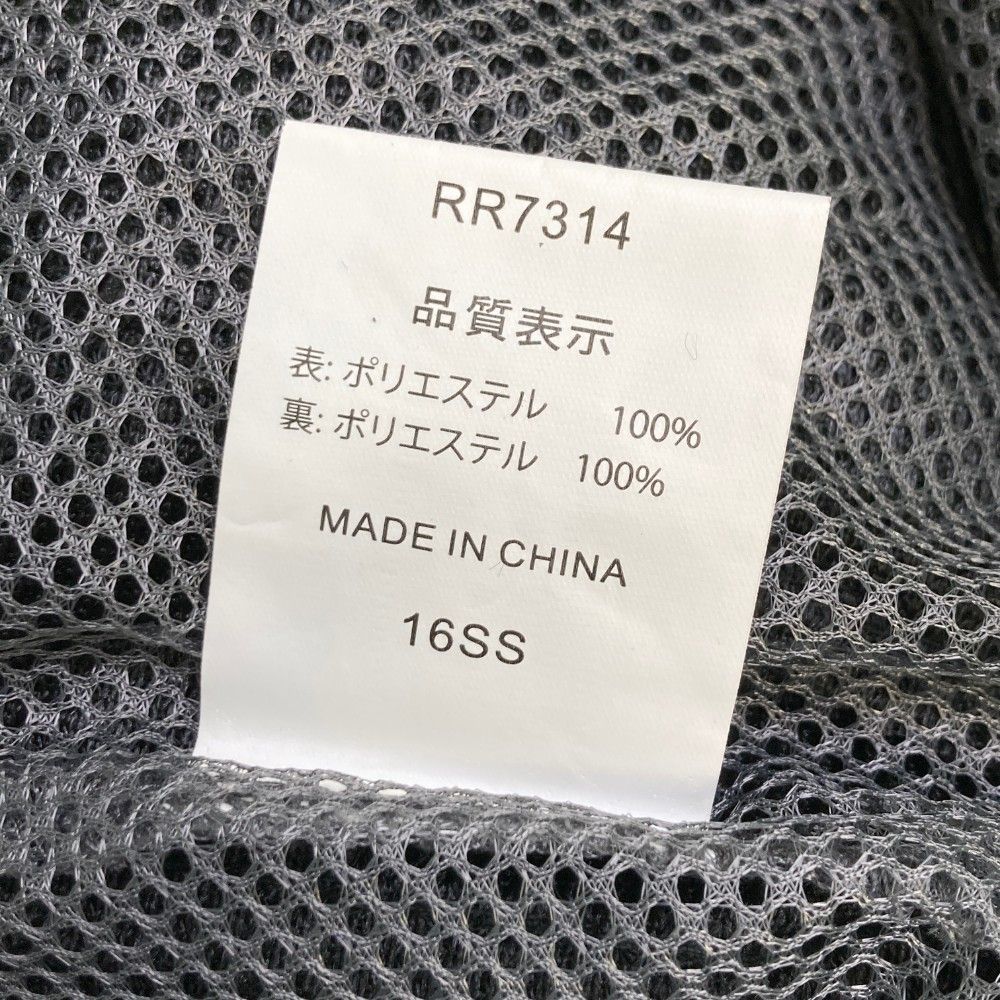 RR7314
品質表示
表: ポリエステル 100%
裏: ポリエステル 100%
MADE IN CHINA
16SS